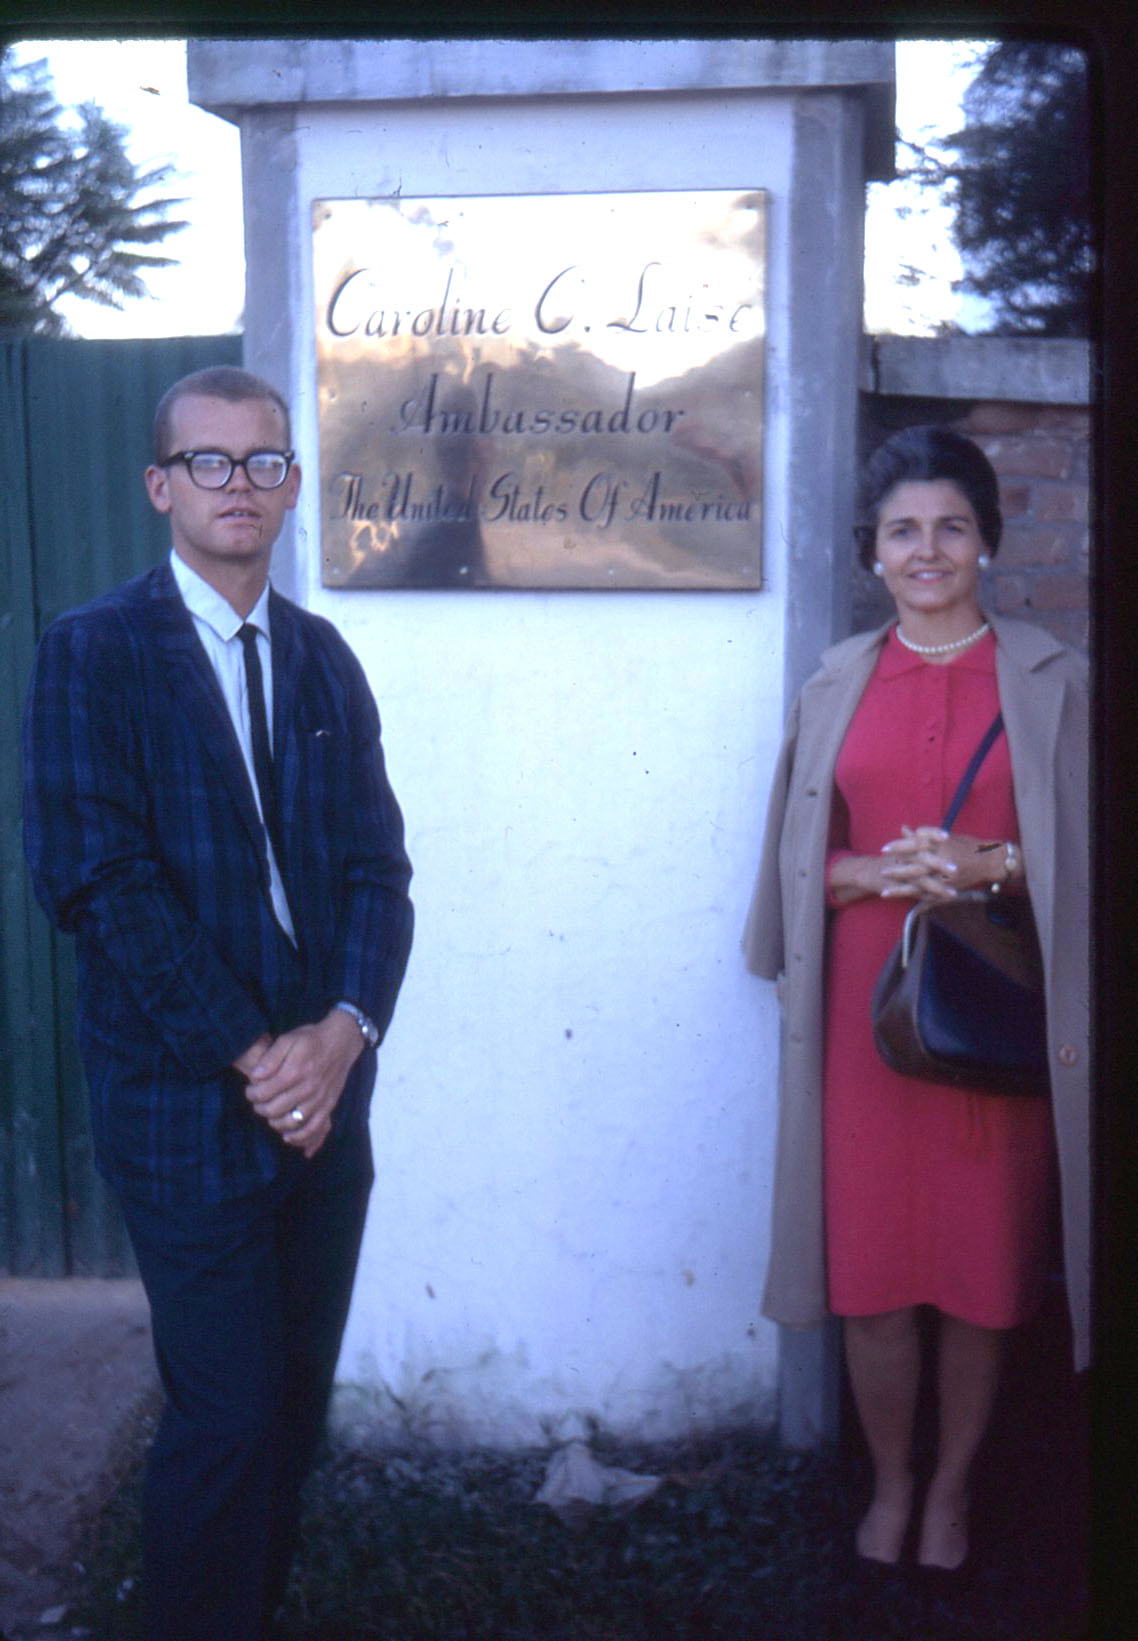 Caroline C. Laise
Ambassador
The United States Of America